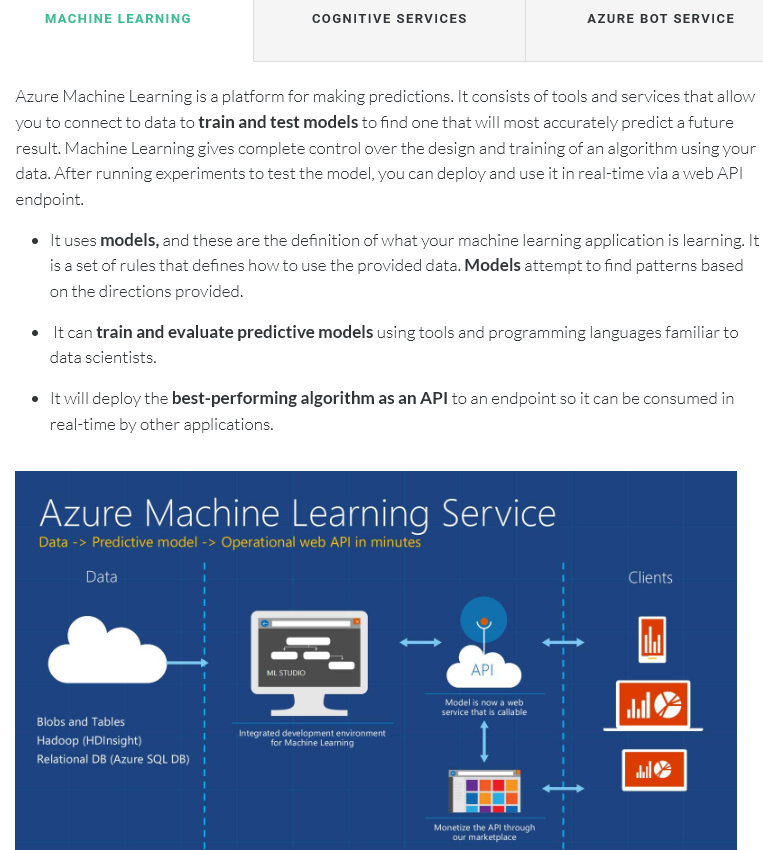 MACHINE LEARNING
COGNITIVE SERVICES
AZURE BOT SERVICE
Azure Machine Learning is a platform for making predictions. It consists of tools and services that allow
you to connect to data to train and test models to find one that will most accurately predict a future
result. Machine Learning gives complete control over the design and training of an algorithm using your
data. After running experiments to test the model, you can deploy and use it in real-time via a web API
endpoint.
• It uses models, and these are the definition of what your machine learning application is learning. It
is a set of rules that defines how to use the provided data. Models attempt to find patterns based
on the directions provided.
• It can train and evaluate predictive models using tools and programming languages familiar to
data scientists.
• It will deploy the best-performing algorithm as an API to an endpoint so it can be consumed in
real-time by other applications.
Azure Machine Learning Service
Data -> Predictive model -> Operational web API in minutes
Data
Blobs and Tables
Hadoop (HDInsight)
Relational DB (Azure SQL DB)
ML STUDIO
Integrated development environment
for Machine Learning
API
Model is now a web
service that is callable
Monetize the API through
our marketplace
Clients